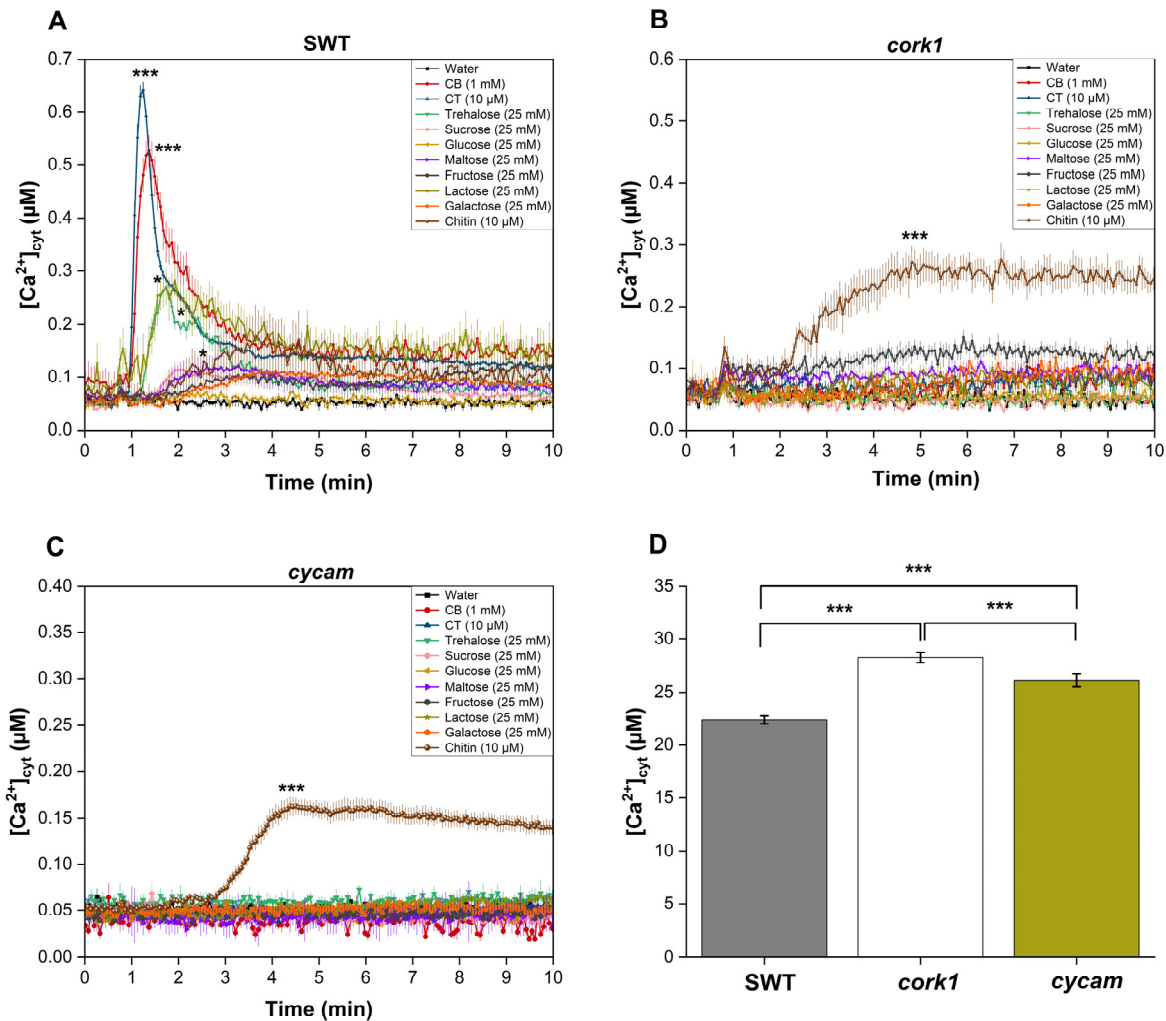 A
SWT
[Ca²⁺]cyt (µM)
0.7
0.6
0.5
0.4
0.3
0.2
0.1
0.0
***
***
*
*
*
Water
CB (1 mM)
CT (10 µM)
Trehalose (25 mM)
Sucrose (25 mM)
Glucose (25 mM)
Maltose (25 mM)
Fructose (25 mM)
Lactose (25 mM)
Galactose (25 mM)
Chitin (10 µM)
0 1 2 3 4 5 6 7 8 9 10
Time (min)
B
cork1
[Ca²⁺]cyt (µM)
0.6
0.5
0.4
0.3
0.2
0.1
0.0
***
Water
CB (1 mM)
CT (10 µM)
Trehalose (25 mM)
Sucrose (25 mM)
Glucose (25 mM)
Maltose (25 mM)
Fructose (25 mM)
Lactose (25 mM)
Galactose (25 mM)
Chitin (10 µM)
0 1 2 3 4 5 6 7 8 9 10
Time (min)
C
cycam
[Ca²⁺]cyt (µM)
0.40
0.35
0.30
0.25
0.20
0.15
0.10
0.05
0.00
***
Water
CB (1 mM)
CT (10 µM)
Trehalose (25 mM)
Sucrose (25 mM)
Glucose (25 mM)
Maltose (25 mM)
Fructose (25 mM)
Lactose (25 mM)
Galactose (25 mM)
Chitin (10 µM)
0 1 2 3 4 5 6 7 8 9 10
Time (min)
D
[Ca²⁺]cyt (µM)
35
30
25
22
20
15
10
5
0
***
***
***
SWT cork1 cycam